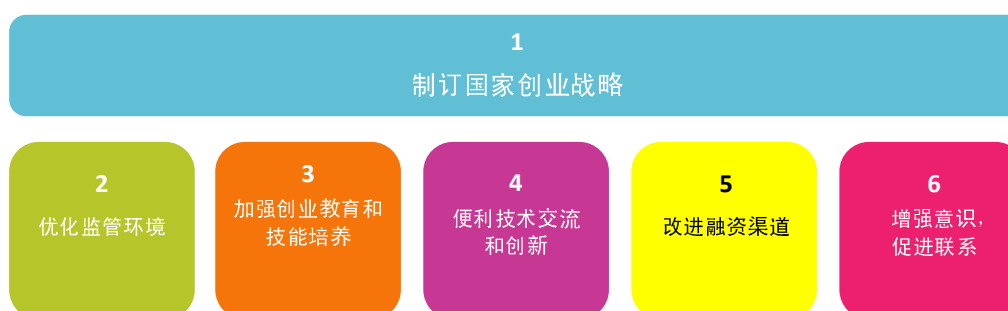 1
制订国家创业战略
2
优化监管环境
3
加强创业教育和
技能培养
4
便利技术交流
和创新
5
改进融资渠道
6
增强意识，
促进联系